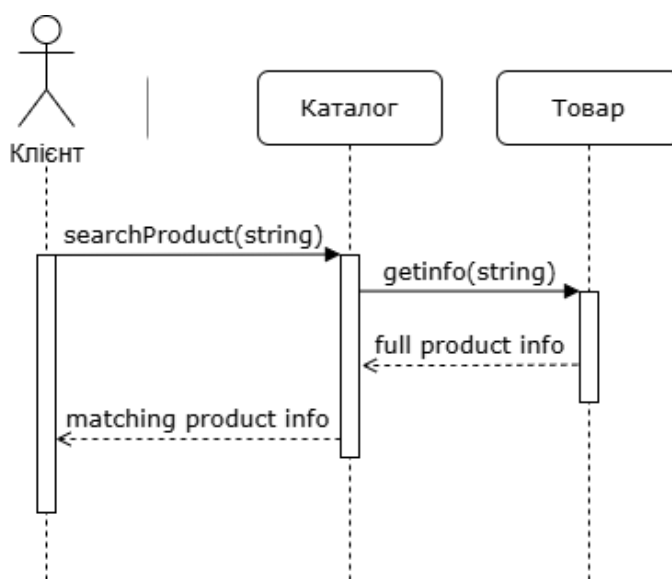 Каталог
Товар
Клієнт
searchProduct(string)
getinfo(string)
full product info
matching product info